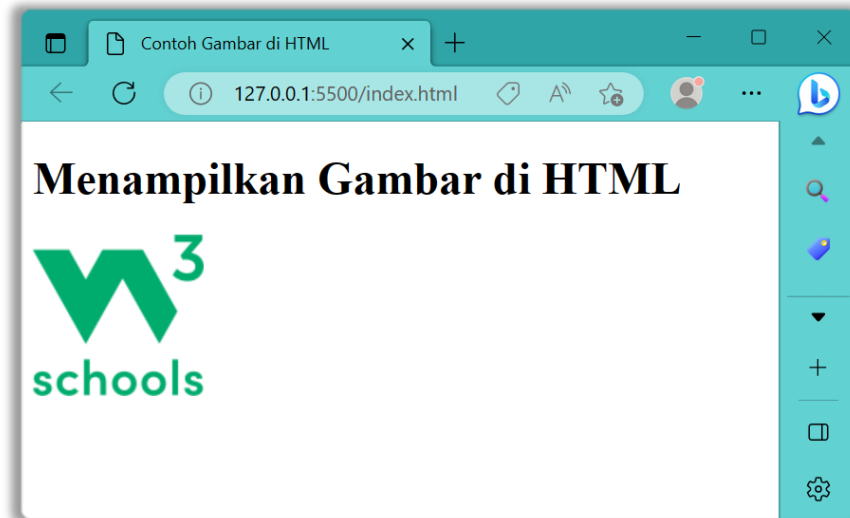 Contoh Gambar di HTML
127.0.0.1:5500/index.html
Menampilkan Gambar di HTML
W3
schools